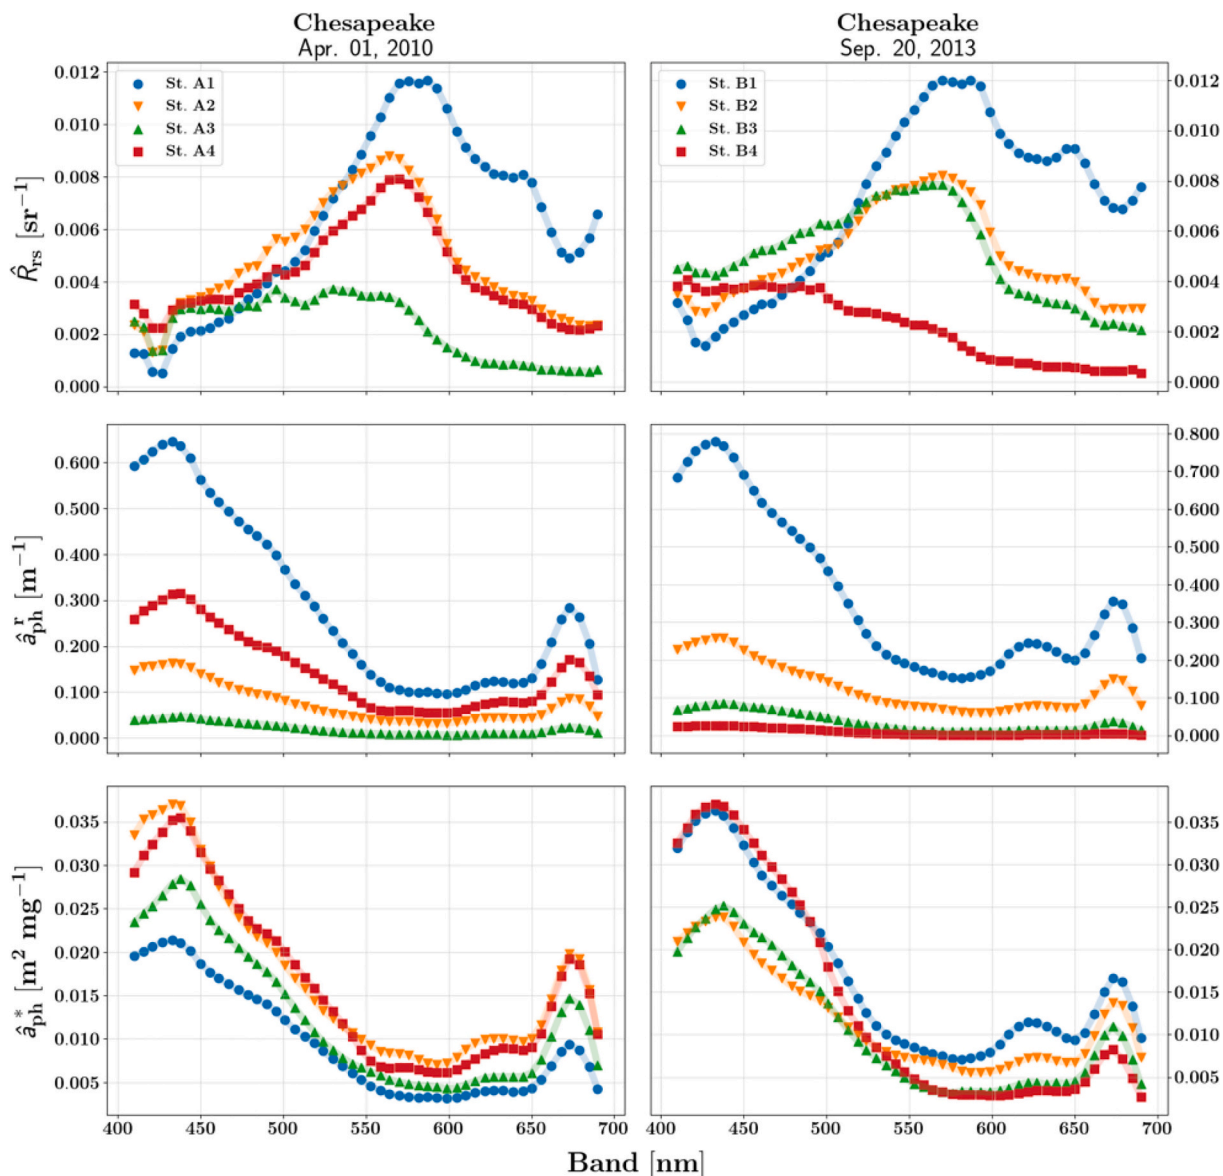 Chesapeake
Apr. 01, 2010
Chesapeake
Sep. 20, 2013
R̂rs [sr⁻¹]
0.012
0.010
0.008
0.006
0.004
0.002
0.000
St. A1
St. A2
St. A3
St. A4
St. B1
St. B2
St. B3
St. B4
0.012
0.010
0.008
0.006
0.004
0.002
0.000
âʳph [m⁻¹]
0.600
0.500
0.400
0.300
0.200
0.100
0.000
0.800
0.700
0.600
0.500
0.400
0.300
0.200
0.100
0.000
â*ph [m² mg⁻¹]
0.035
0.030
0.025
0.020
0.015
0.010
0.005
0.035
0.030
0.025
0.020
0.015
0.010
0.005
400 450 500 550 600 650 700
400 450 500 550 600 650 700
Band [nm]